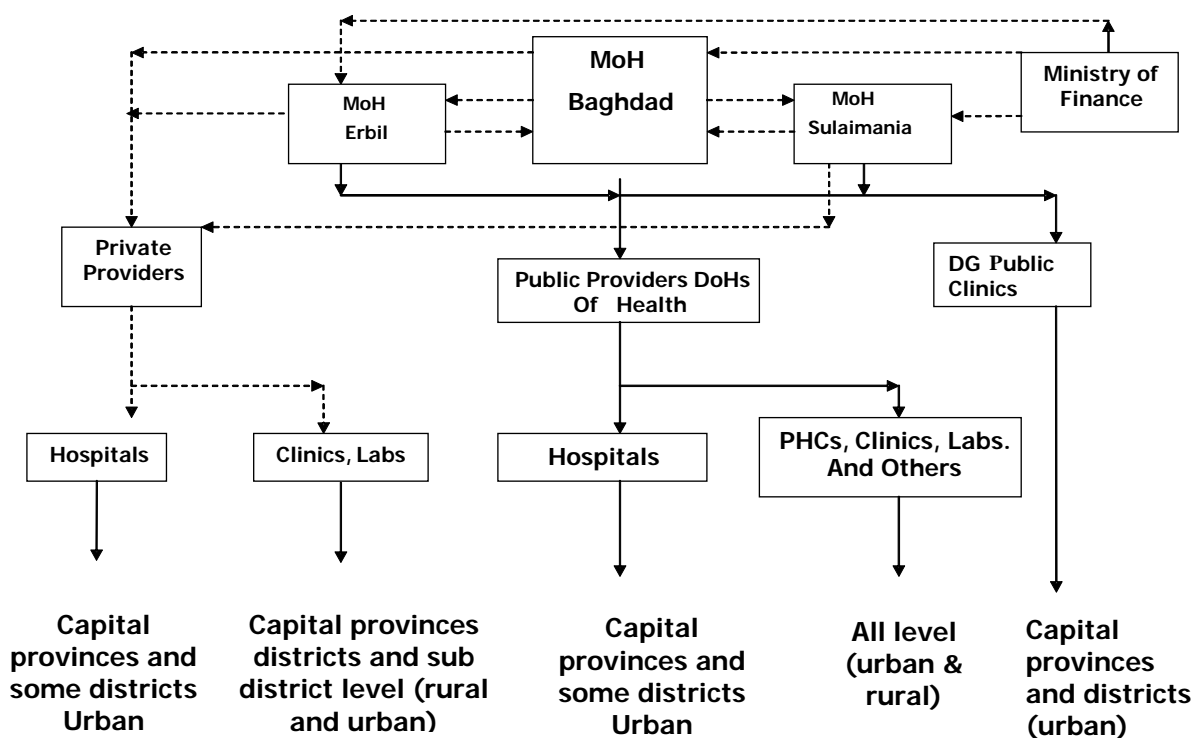 MoH
Baghdad
Ministry of
Finance
MoH
Erbil
MoH
Sulaimania
Private
Providers
Public Providers DoHs
Of Health
DG Public
Clinics
Hospitals
Clinics, Labs
Hospitals
PHCs, Clinics, Labs.
And Others
Capital
provinces and
some districts
Urban
Capital provinces
districts and sub
district level (rural
and urban)
Capital
provinces and
some districts
Urban
All level
(urban &
rural)
Capital
provinces
and districts
(urban)